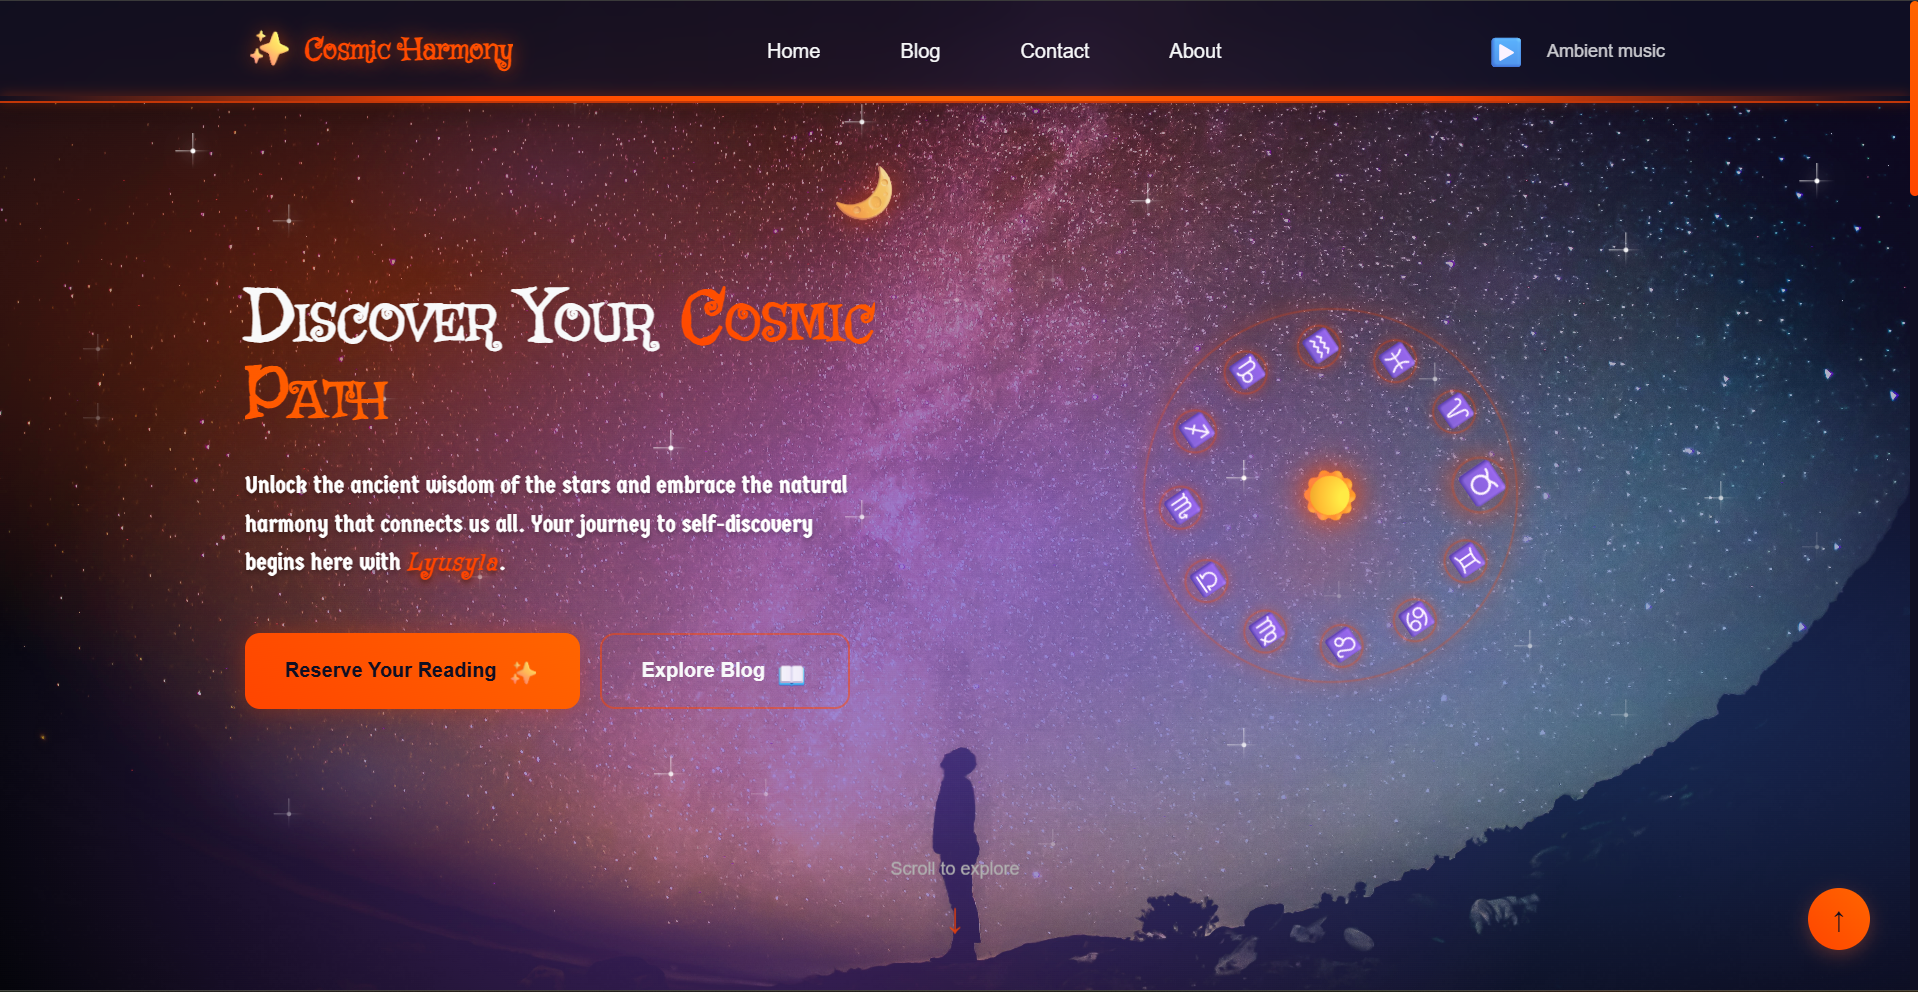 Cosmic Harmony
Home
Blog
Contact
About
Ambient music
Discover Your Cosmic
Path
Unlock the ancient wisdom of the stars and embrace the natural
harmony that connects us all. Your journey to self-discovery
begins here with Lyusyla.
Reserve Your Reading
Explore Blog
Scroll to explore